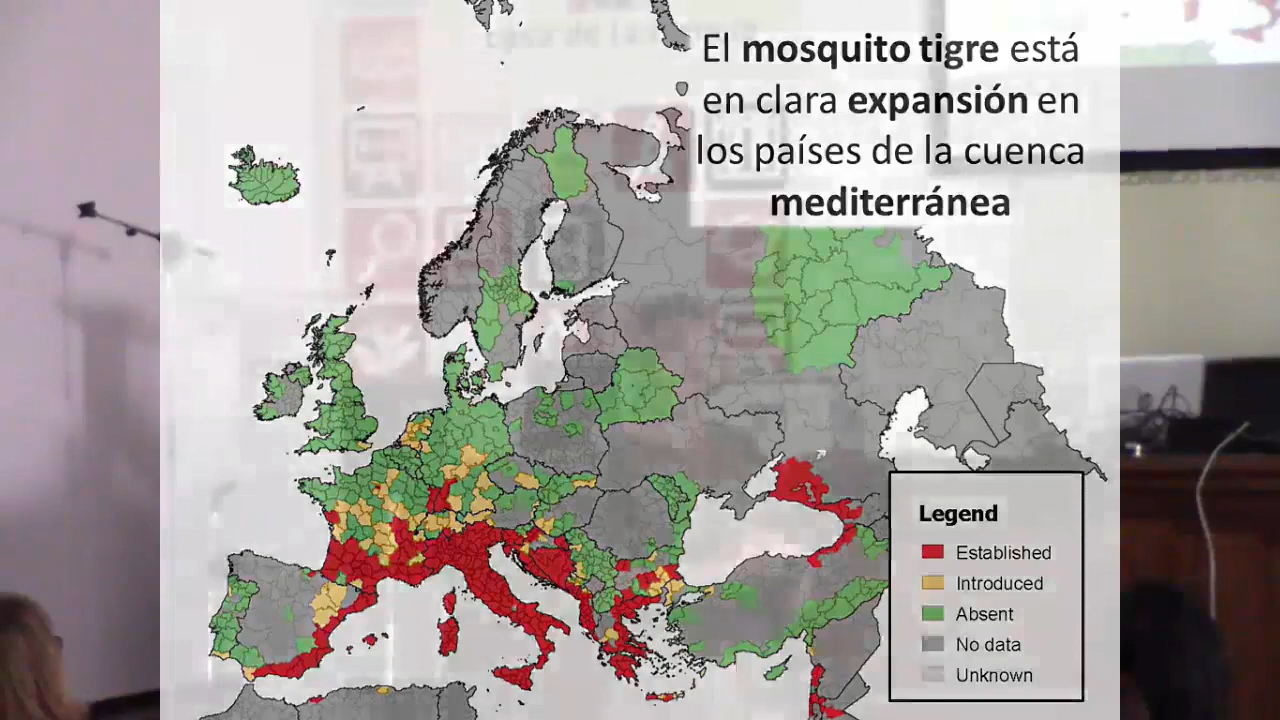 El mosquito tigre está
en clara expansión en
los países de la cuenca
mediterránea
Legend
Established
Introduced
Absent
No data
Unknown